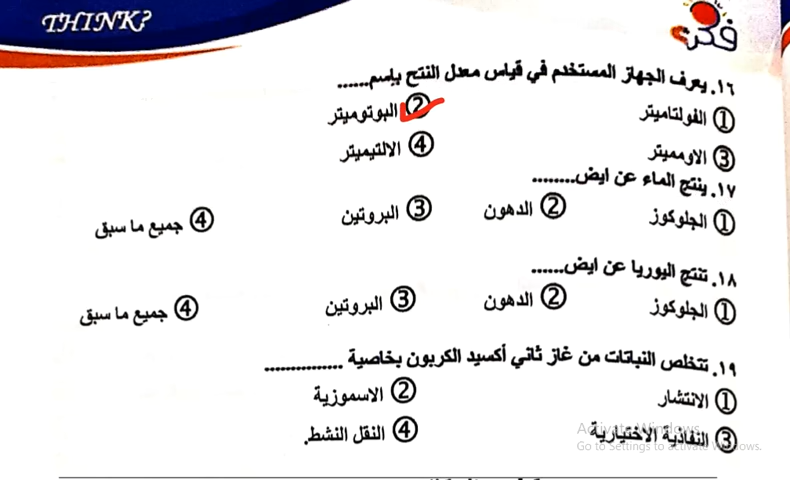 THINK?
فكر؟
١٦. يعرف الجهاز المستخدم في قياس معدل النتح بإسم......
① الفولتاميتر ② البوتوميتر
③ الاومميتر ④ الالتيميتر
١٧. ينتج الماء عن ايض........
① الجلوكوز ② الدهون ③ البروتين ④ جميع ما سبق
١٨. تنتج اليوريا عن ايض......
① الجلوكوز ② الدهون ③ البروتين ④ جميع ما سبق
١٩. تتخلص النباتات من غاز ثاني أكسيد الكربون بخاصية ...............
① الانتشار ② الاسموزية
③ النفاذية الاختيارية ④ النقل النشط.
Activate Windows
Go to Settings to activate Windows.